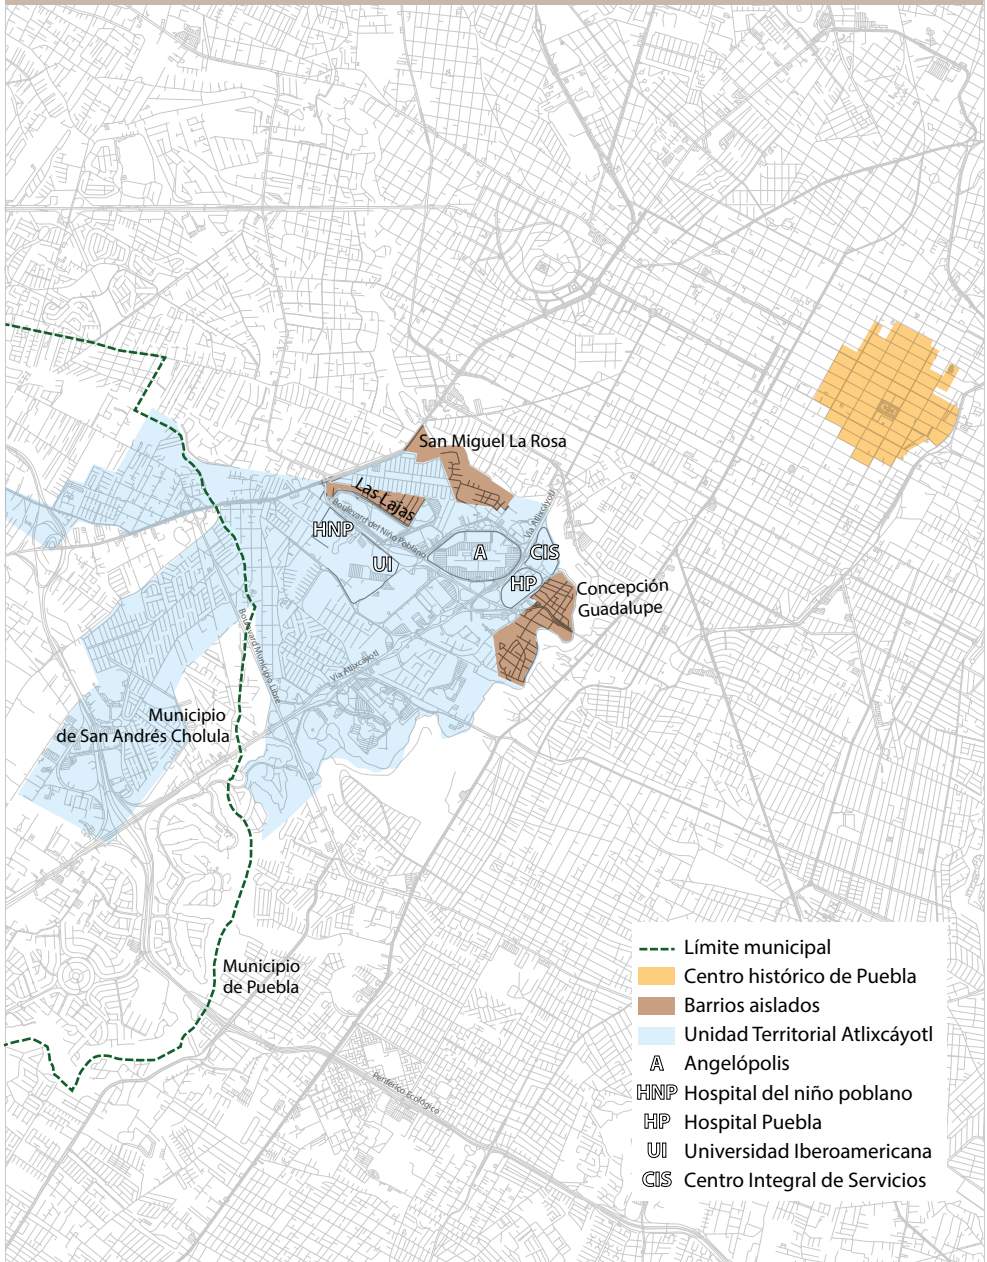 San Miguel La Rosa
Las Lajas
Vía Atlixcáyotl
Boulevard del Niño Poblano
HNP
A
CIS
UI
HP
Concepción
Guadalupe
Boulevard Municipio Libre
Vía Atlixcáyotl
Municipio
de San Andrés Cholula
Municipio
de Puebla
Periférico Ecológico
Límite municipal
Centro histórico de Puebla
Barrios aislados
Unidad Territorial Atlixcáyotl
A Angelópolis
HNP Hospital del niño poblano
HP Hospital Puebla
UI Universidad Iberoamericana
CIS Centro Integral de Servicios